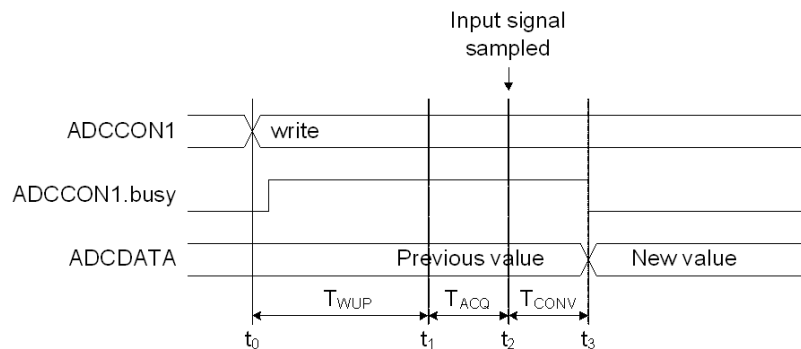 Input signal
sampled
ADCCON1
write
ADCCON1.busy
ADCDATA
Previous value
New value
TWUP
TACQ
TCONV
t0
t1
t2
t3